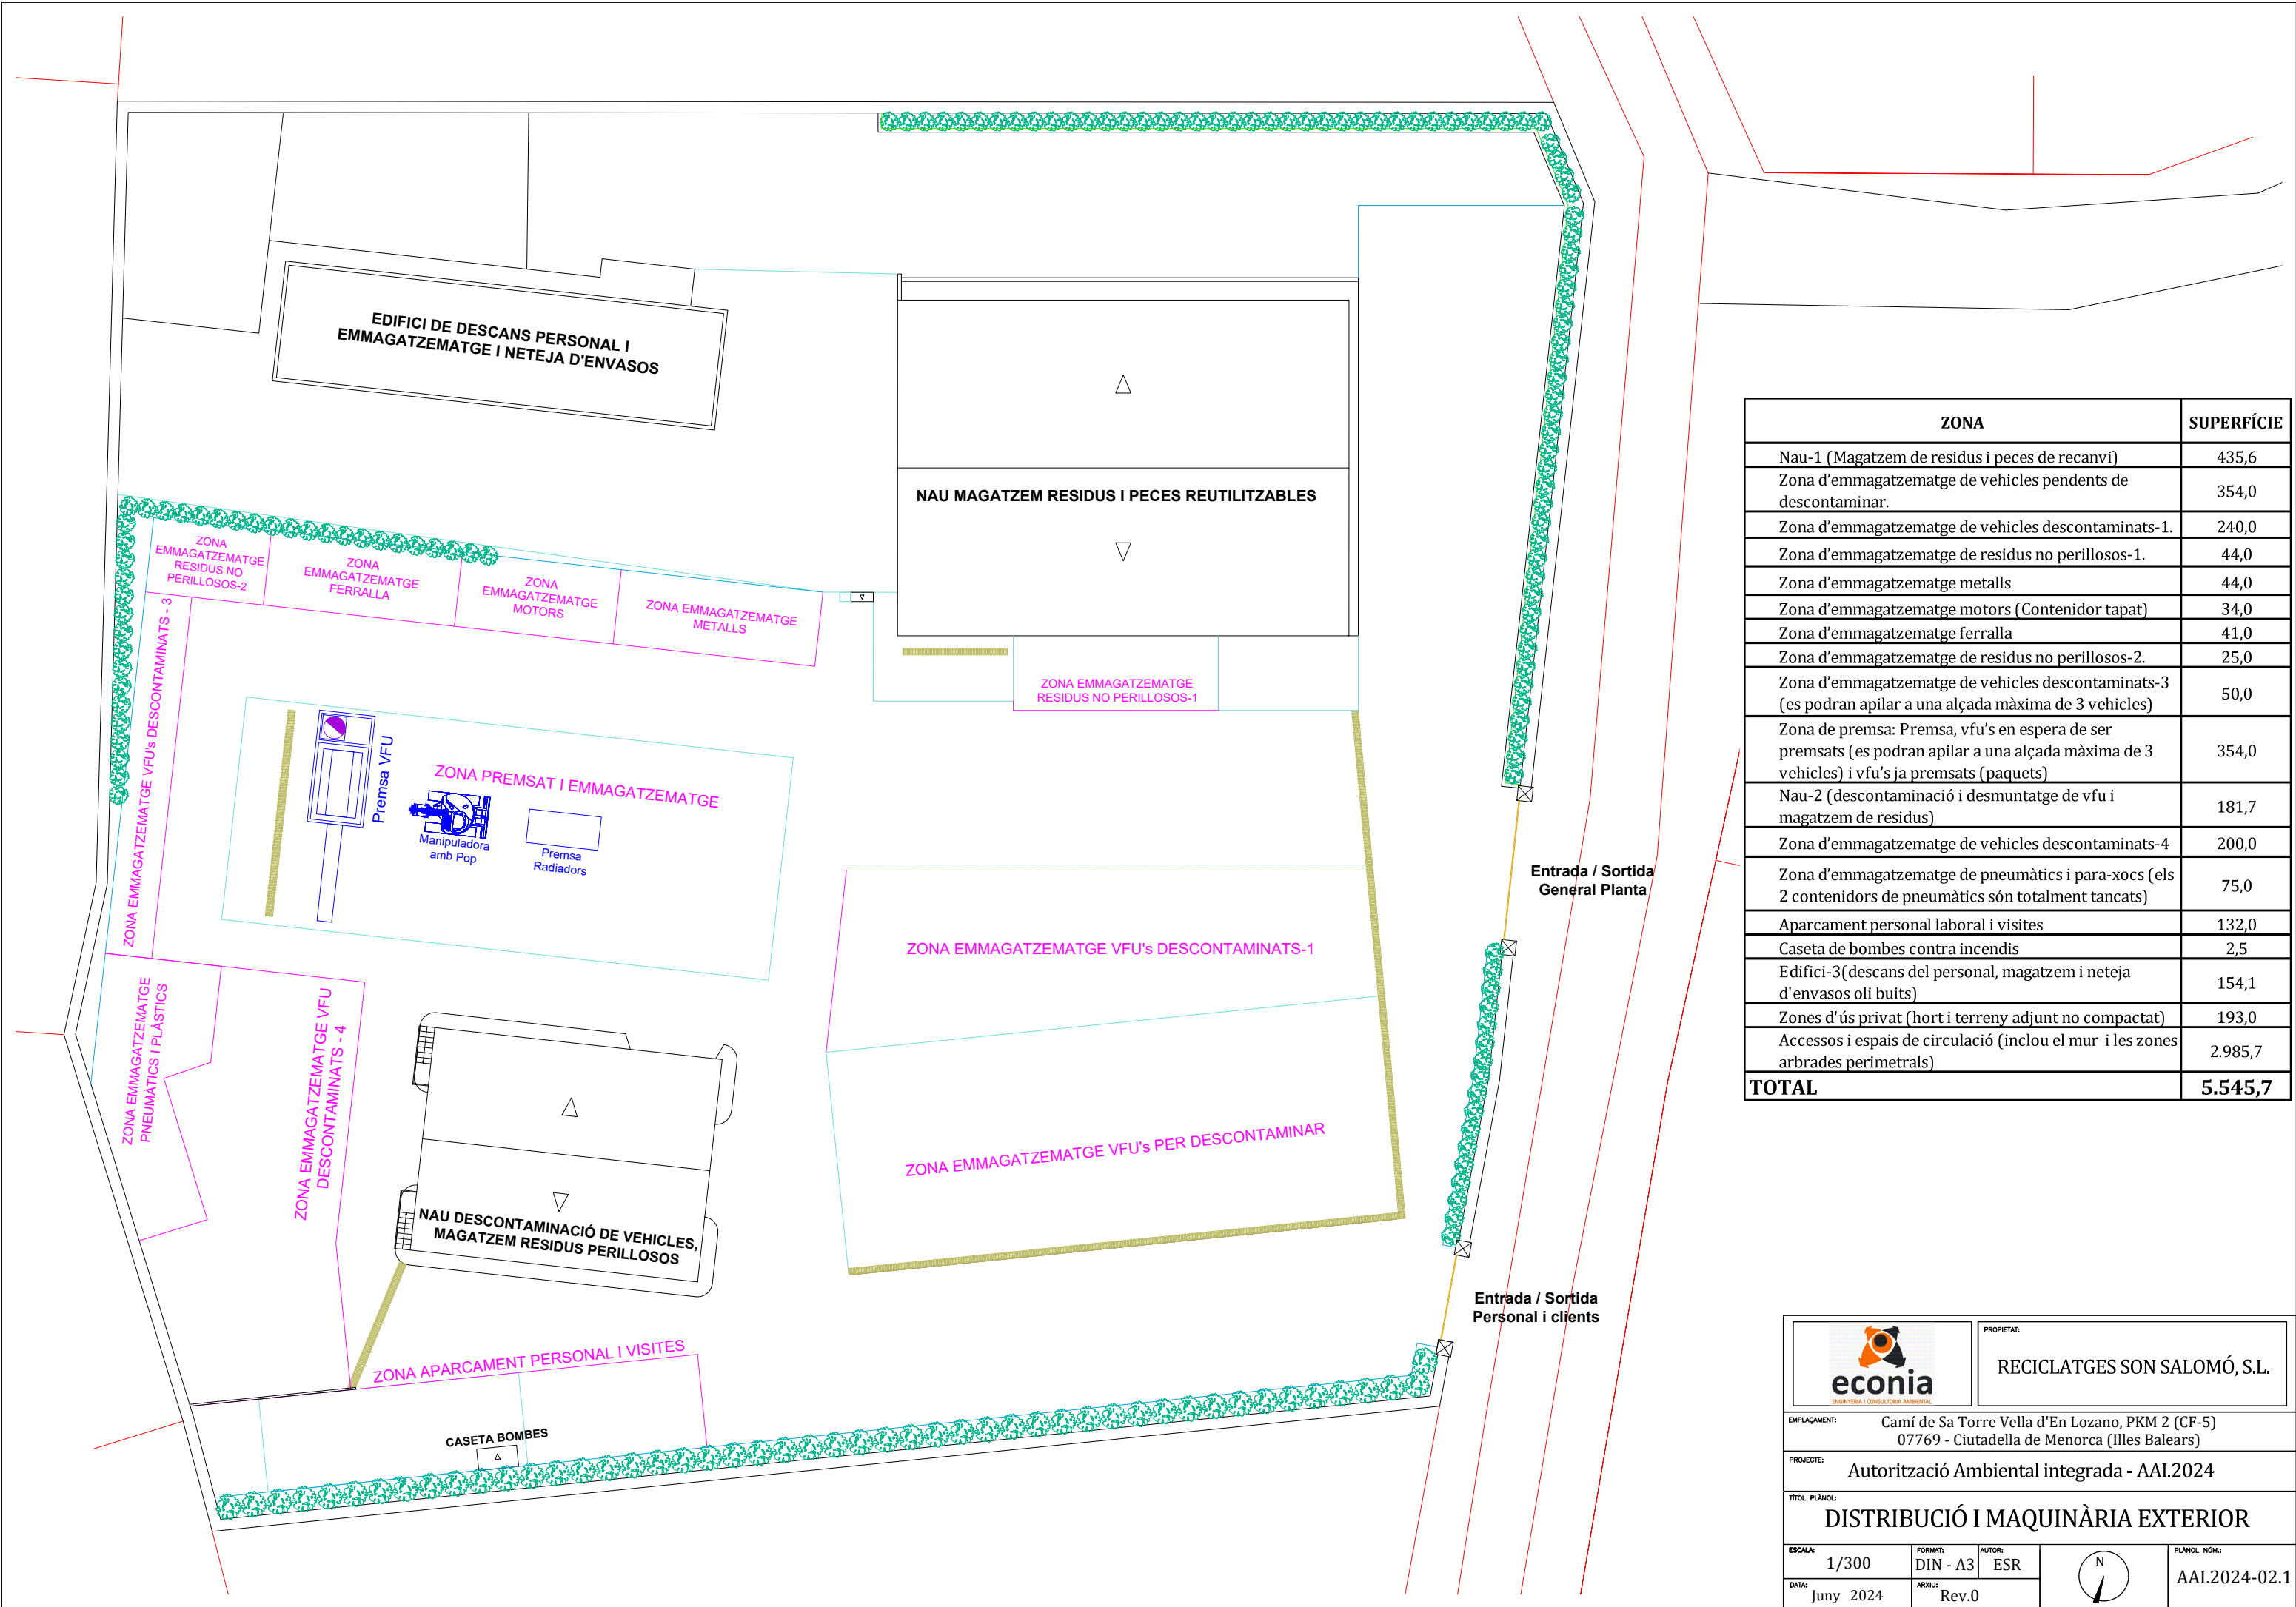 EDIFICI DE DESCANS PERSONAL I
EMMAGATZEMATGE I NETEJA D'ENVASOS
NAU MAGATZEM RESIDUS I PECES REUTILITZABLES
ZONA
EMMAGATZEMATGE
RESIDUS NO
PERILLOSOS-2
ZONA
EMMAGATZEMATGE
FERRALLA
ZONA
EMMAGATZEMATGE
MOTORS
ZONA EMMAGATZEMATGE
METALLS
ZONA EMMAGATZEMATGE
RESIDUS NO PERILLOSOS-1
ZONA EMMAGATZEMATGE VFU's DESCONTAMINATS - 3
Premsa VFU
ZONA PREMSAT I EMMAGATZEMATGE
Manipuladora
amb Pop
Premsa
Radiadors
Entrada / Sortida
General Planta
ZONA EMMAGATZEMATGE VFU's DESCONTAMINATS-1
ZONA EMMAGATZEMATGE
PNEUMÀTICS I PLÀSTICS
ZONA EMMAGATZEMATGE VFU
DESCONTAMINATS - 4
ZONA EMMAGATZEMATGE VFU's PER DESCONTAMINAR
NAU DESCONTAMINACIÓ DE VEHICLES,
MAGATZEM RESIDUS PERILLOSOS
Entrada / Sortida
Personal i clients
ZONA APARCAMENT PERSONAL I VISITES
CASETA BOMBES
ZONA SUPERFÍCIE
Nau-1 (Magatzem de residus i peces de recanvi) 435,6
Zona d'emmagatzematge de vehicles pendents de
descontaminar. 354,0
Zona d'emmagatzematge de vehicles descontaminats-1. 240,0
Zona d'emmagatzematge de residus no perillosos-1. 44,0
Zona d'emmagatzematge metalls 44,0
Zona d'emmagatzematge motors (Contenidor tapat) 34,0
Zona d'emmagatzematge ferralla 41,0
Zona d'emmagatzematge de residus no perillosos-2. 25,0
Zona d'emmagatzematge de vehicles descontaminats-3
(es podran apilar a una alçada màxima de 3 vehicles) 50,0
Zona de premsa: Premsa, vfu's en espera de ser
premsats (es podran apilar a una alçada màxima de 3
vehicles) i vfu's ja premsats (paquets) 354,0
Nau-2 (descontaminació i desmuntatge de vfu i
magatzem de residus) 181,7
Zona d'emmagatzematge de vehicles descontaminats-4 200,0
Zona d'emmagatzematge de pneumàtics i para-xocs (els
2 contenidors de pneumàtics són totalment tancats) 75,0
Aparcament personal laboral i visites 132,0
Caseta de bombes contra incendis 2,5
Edifici-3(descans del personal, magatzem i neteja
d'envasos oli buits) 154,1
Zones d'ús privat (hort i terreny adjunt no compactat) 193,0
Accessos i espais de circulació (inclou el mur i les zones
arbrades perimetrals) 2.985,7
TOTAL 5.545,7
econia
ENGINYERIA I CONSULTORIA AMBIENTAL
PROPIETAT:
RECICLATGES SON SALOMÓ, S.L.
EMPLAÇAMENT:
Camí de Sa Torre Vella d'En Lozano, PKM 2 (CF-5)
07769 - Ciutadella de Menorca (Illes Balears)
PROJECTE:
Autorització Ambiental integrada - AAI.2024
TÍTOL PLÀNOL:
DISTRIBUCIÓ I MAQUINÀRIA EXTERIOR
ESCALA:
1/300
FORMAT:
DIN - A3
AUTOR:
ESR
N
PLÀNOL NÚM.:
AAI.2024-02.1
DATA:
Juny 2024
ARXIU:
Rev.0